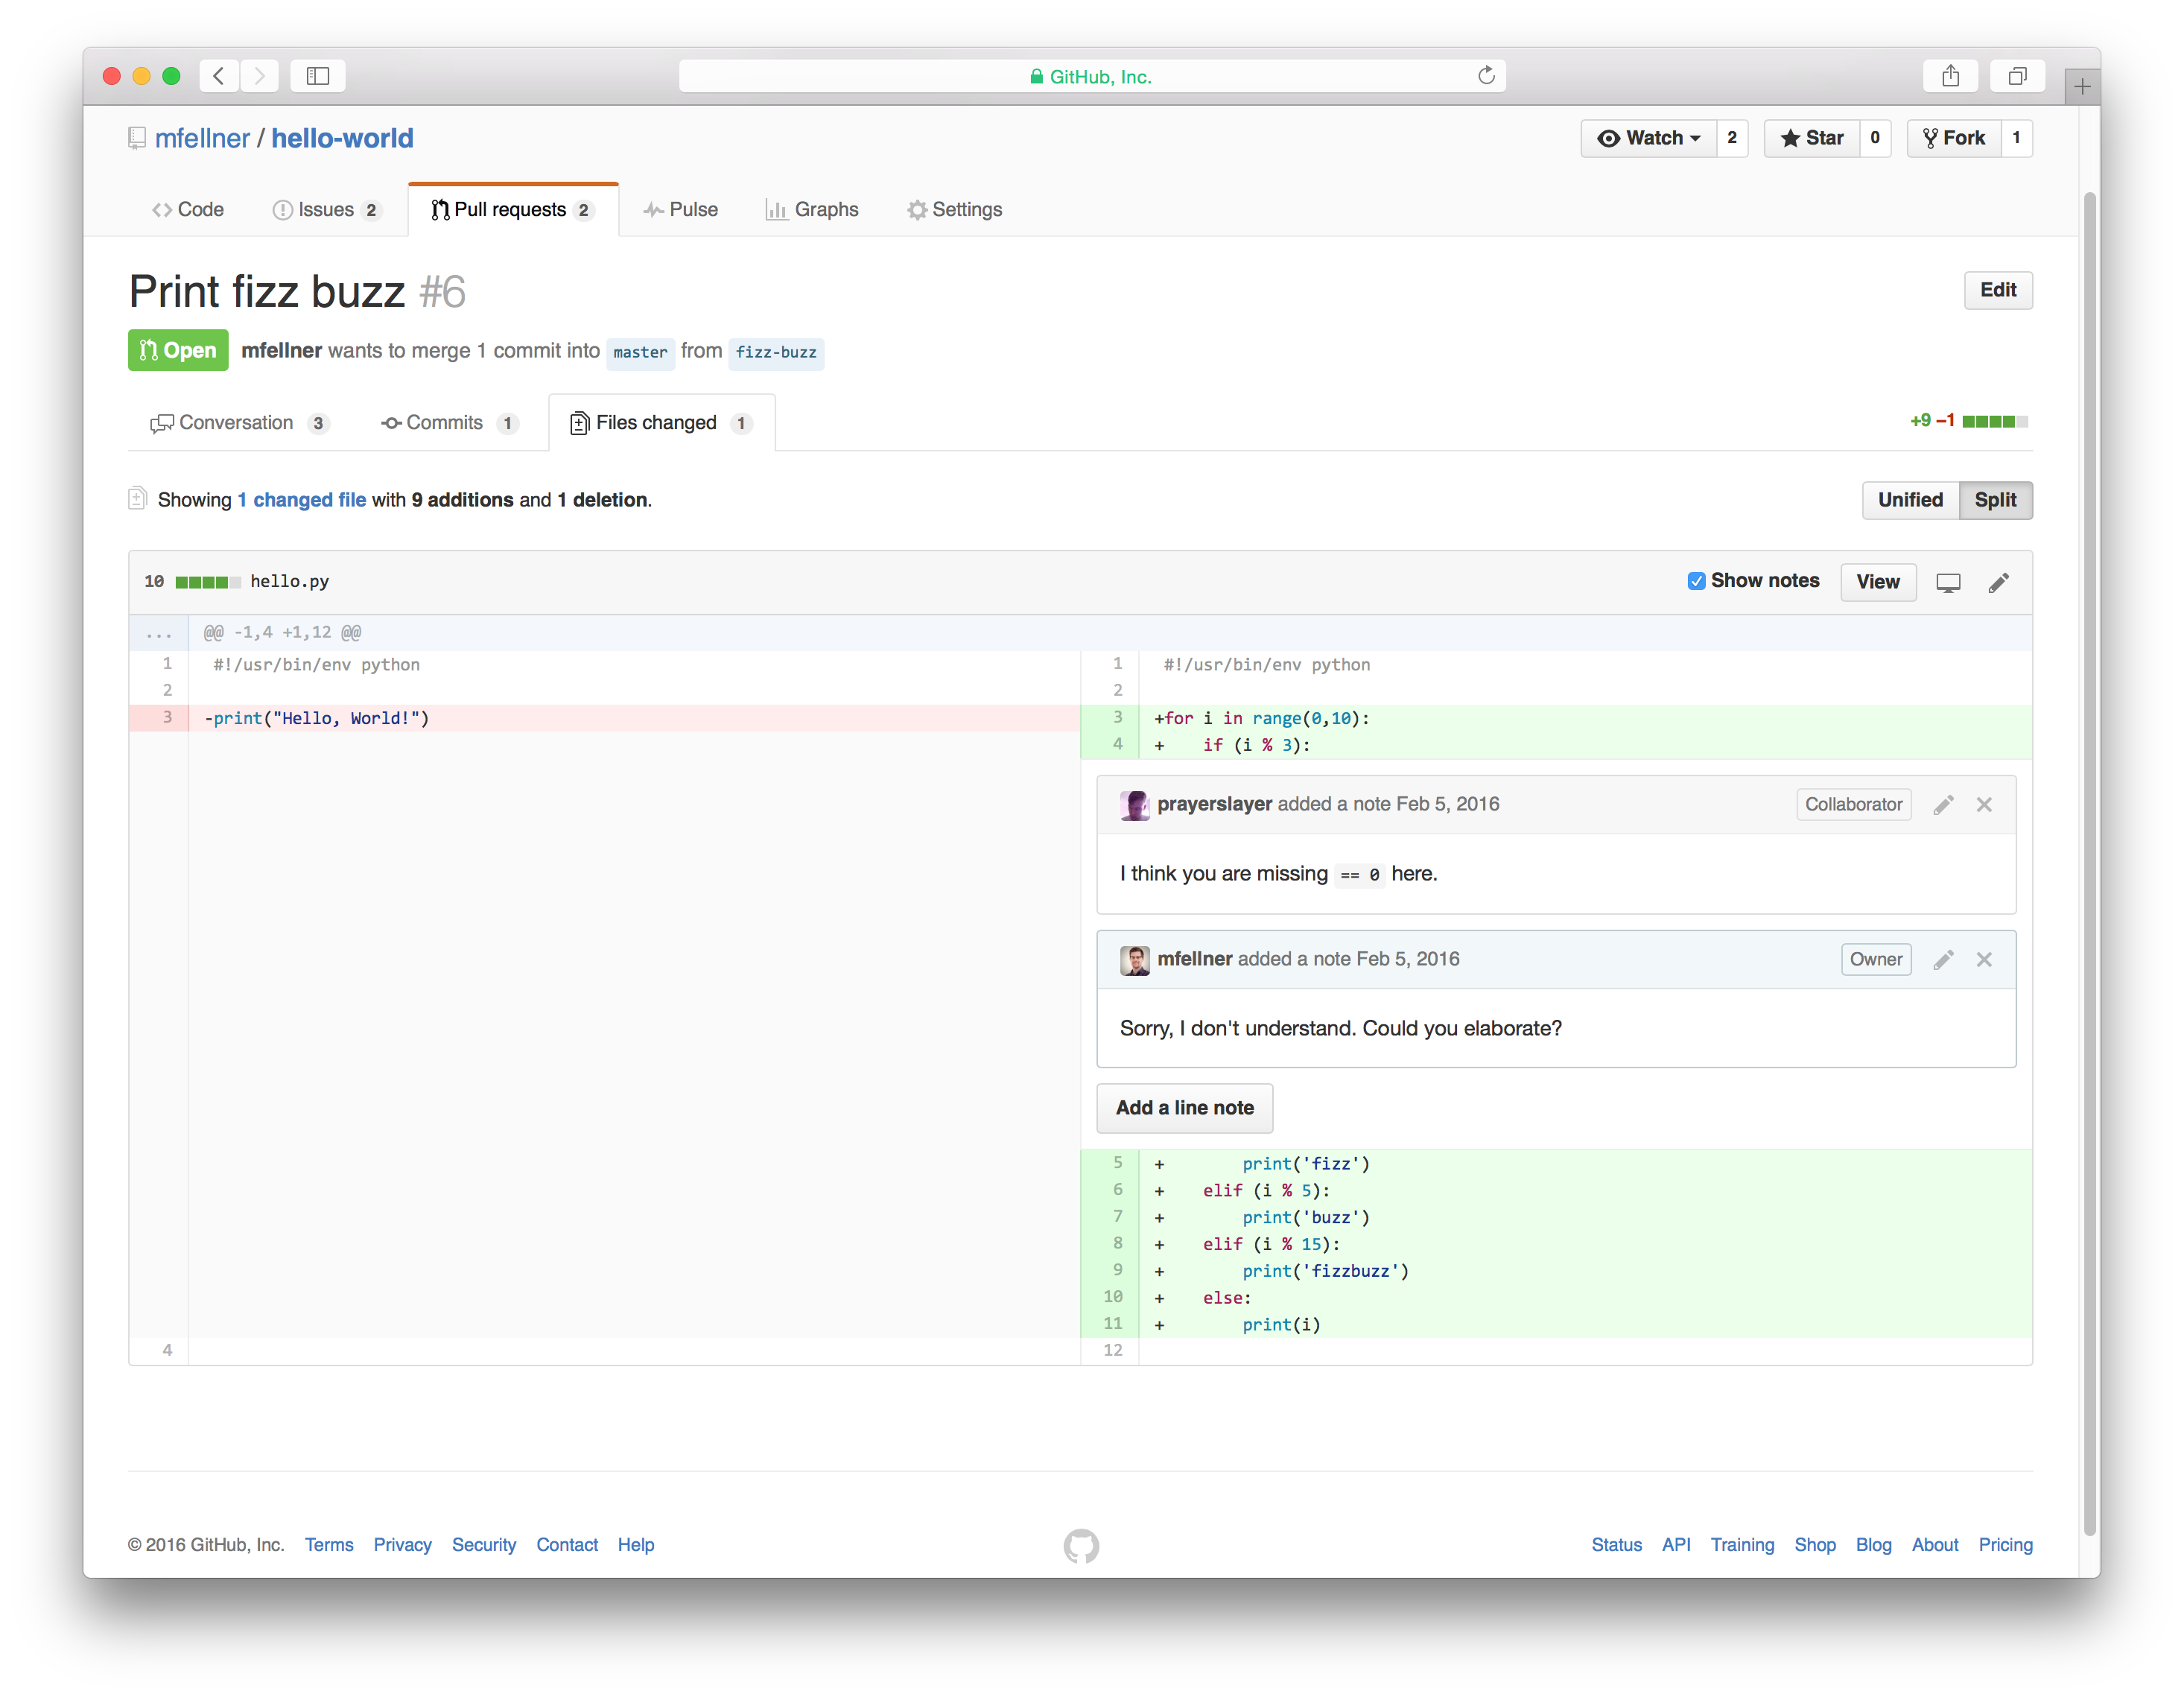 GitHub, Inc.
mfellner / hello-world
Watch 2 Star 0 Fork 1
Code Issues 2 Pull requests 2 Pulse Graphs Settings
Print fizz buzz #6
Edit
Open mfellner wants to merge 1 commit into master from fizz-buzz
Conversation 3 Commits 1 Files changed 1
+9 −1
Showing 1 changed file with 9 additions and 1 deletion.
Unified Split
10 hello.py
Show notes View
... @@ -1,4 +1,12 @@
1 #!/usr/bin/env python 1 #!/usr/bin/env python
2 2
3 -print("Hello, World!") 3 +for i in range(0,10):
4 +    if (i % 3):
prayerslayer added a note Feb 5, 2016 Collaborator
I think you are missing == 0 here.
mfellner added a note Feb 5, 2016 Owner
Sorry, I don't understand. Could you elaborate?
Add a line note
5 +        print('fizz')
6 +    elif (i % 5):
7 +        print('buzz')
8 +    elif (i % 15):
9 +        print('fizzbuzz')
10 +    else:
11 +        print(i)
4 12
© 2016 GitHub, Inc. Terms Privacy Security Contact Help
Status API Training Shop Blog About Pricing